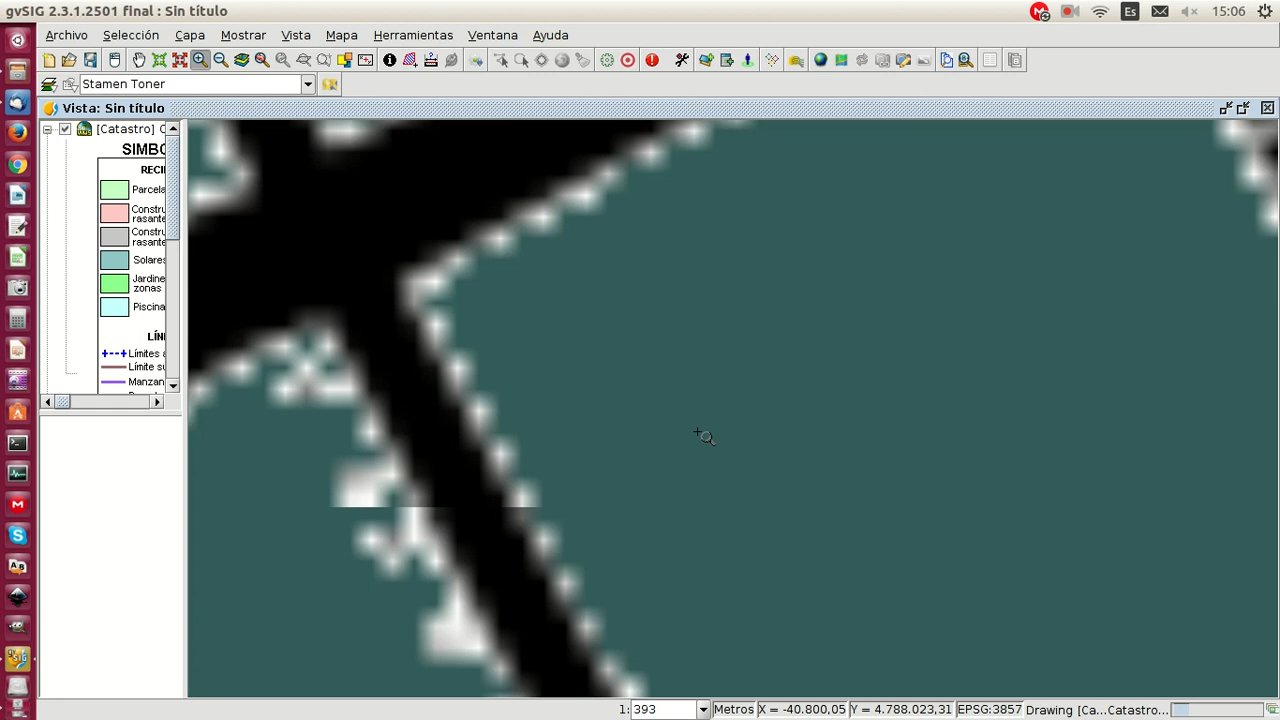 gvSIG 2.3.1.2501 final : Sin título
Es
15:06
Archivo Selección Capa Mostrar Vista Mapa Herramientas Ventana Ayuda
Stamen Toner
Vista: Sin título
[Catastro] C
SIMBO
RECI
Parcela
Constru
rasante
Constru
rasante
Solares
Jardine
zonas
Piscina
LÍN
Límites a
Límite su
Manzan
1: 393 Metros X = -40.800,05 Y = 4.788.023,31 EPSG:3857 Drawing [Ca...Catastro...